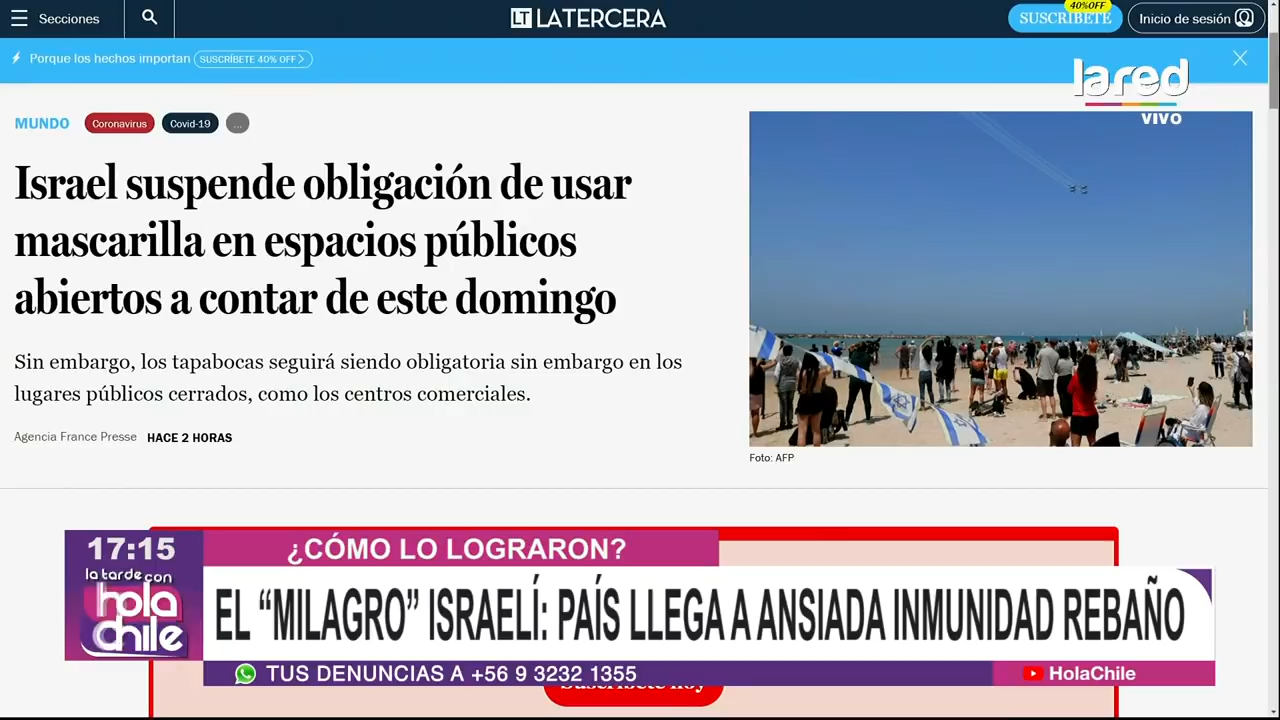 Secciones
LT LATERCERA
40%OFF
SUSCRÍBETE
Inicio de sesión
Porque los hechos importan
SUSCRÍBETE 40% OFF
lared
VIVO
MUNDO
Coronavirus
Covid-19
...
Israel suspende obligación de usar
mascarilla en espacios públicos
abiertos a contar de este domingo
Sin embargo, los tapabocas seguirá siendo obligatoria sin embargo en los
lugares públicos cerrados, como los centros comerciales.
Agencia France Presse HACE 2 HORAS
Foto: AFP
17:15
la tarde con
hola
chile
¿CÓMO LO LOGRARON?
EL “MILAGRO” ISRAELÍ: PAÍS LLEGA A ANSIADA INMUNIDAD REBAÑO
TUS DENUNCIAS A +56 9 3232 1355
HolaChile
Suscríbete hoy